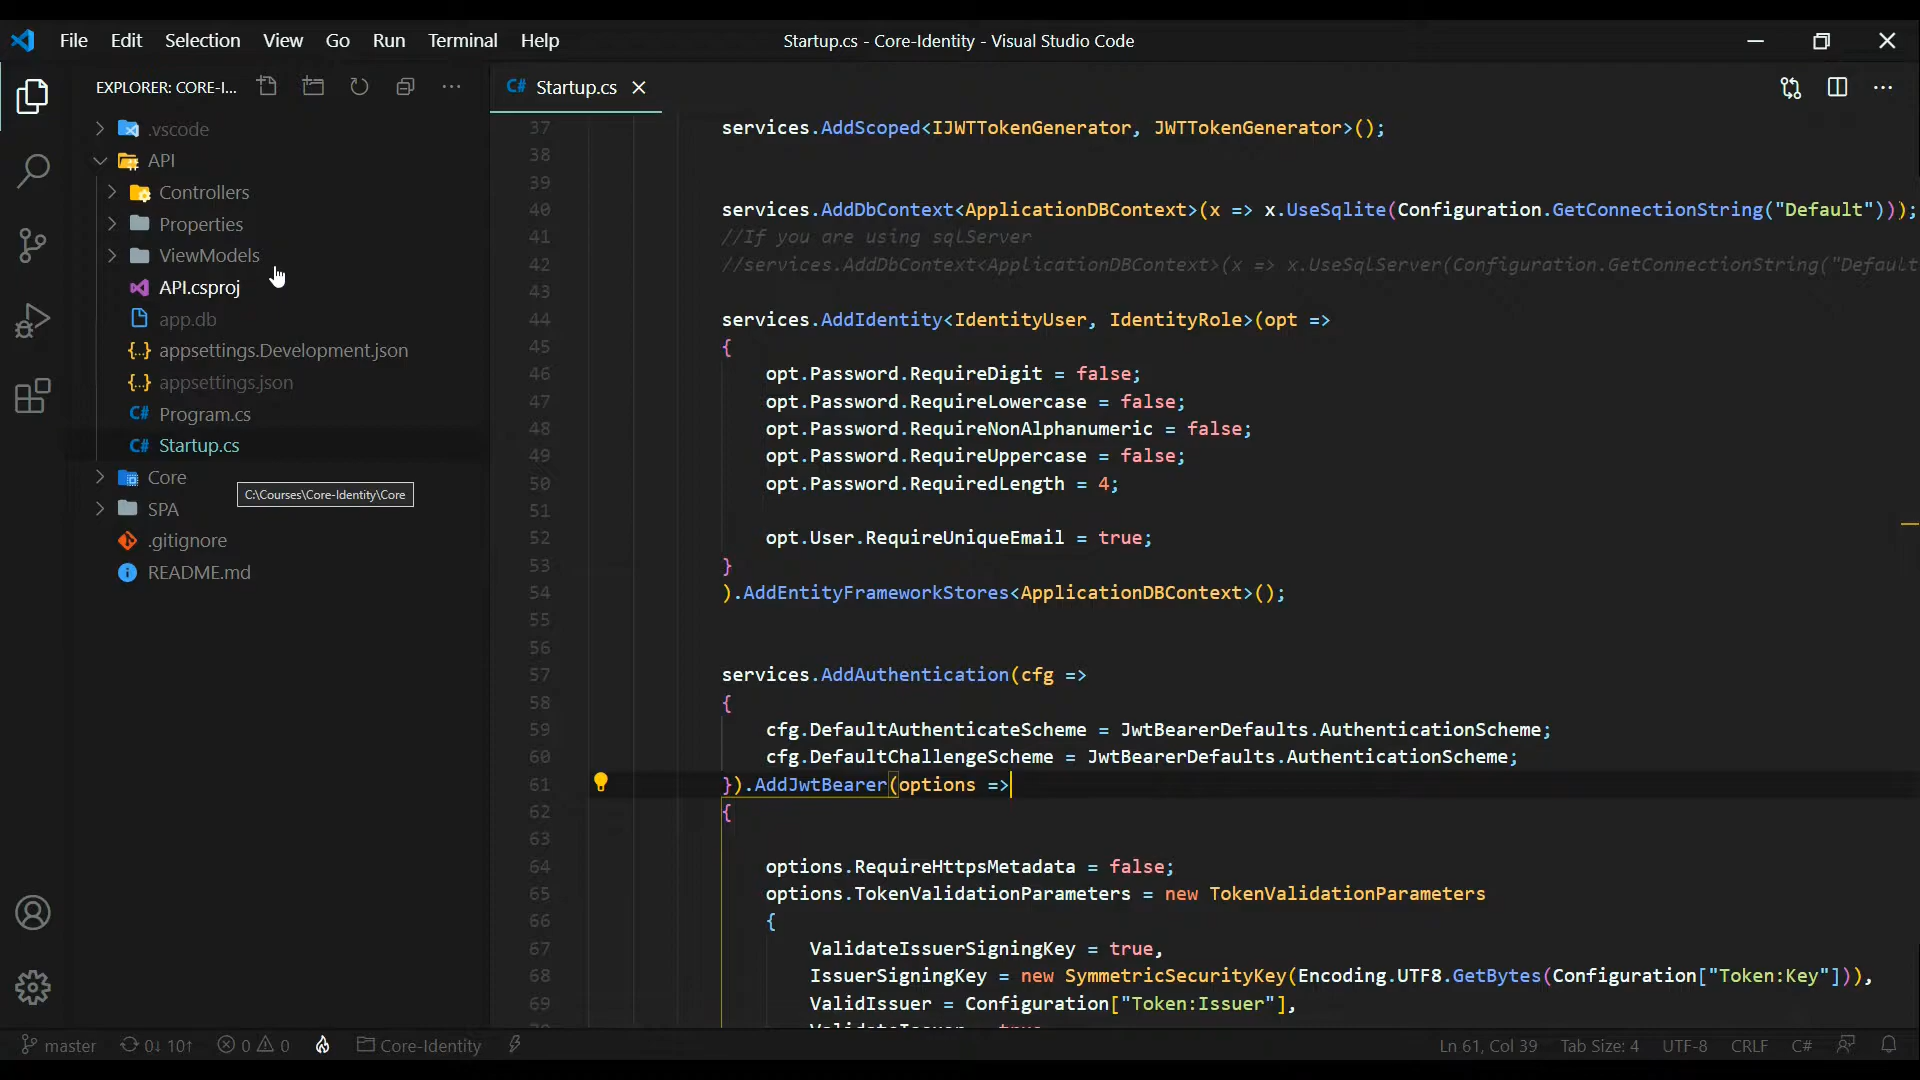 File Edit Selection View Go Run Terminal Help
Startup.cs - Core-Identity - Visual Studio Code
EXPLORER: CORE-I...
.vscode
API
Controllers
Properties
ViewModels
API.csproj
app.db
appsettings.Development.json
appsettings.json
Program.cs
Startup.cs
Core
C:\Courses\Core-Identity\Core
SPA
.gitignore
README.md
C# Startup.cs
37 services.AddScoped<IJWTTokenGenerator, JWTTokenGenerator>();
38
39
40 services.AddDbContext<ApplicationDBContext>(x => x.UseSqlite(Configuration.GetConnectionString("Default")));
41 //If you are using sqlServer
42 //services.AddDbContext<ApplicationDBContext>(x => x.UseSqlServer(Configuration.GetConnectionString("Default
43
44 services.AddIdentity<IdentityUser, IdentityRole>(opt =>
45 {
46 opt.Password.RequireDigit = false;
47 opt.Password.RequireLowercase = false;
48 opt.Password.RequireNonAlphanumeric = false;
49 opt.Password.RequireUppercase = false;
50 opt.Password.RequiredLength = 4;
51
52 opt.User.RequireUniqueEmail = true;
53 }
54 ).AddEntityFrameworkStores<ApplicationDBContext>();
55
56
57 services.AddAuthentication(cfg =>
58 {
59 cfg.DefaultAuthenticateScheme = JwtBearerDefaults.AuthenticationScheme;
60 cfg.DefaultChallengeScheme = JwtBearerDefaults.AuthenticationScheme;
61 }).AddJwtBearer(options =>
62 {
63
64 options.RequireHttpsMetadata = false;
65 options.TokenValidationParameters = new TokenValidationParameters
66 {
67 ValidateIssuerSigningKey = true,
68 IssuerSigningKey = new SymmetricSecurityKey(Encoding.UTF8.GetBytes(Configuration["Token:Key"])),
69 ValidIssuer = Configuration["Token:Issuer"],
master 0↓ 10↑ 0 0 Core-Identity Ln 61, Col 39 Tab Size: 4 UTF-8 CRLF C#